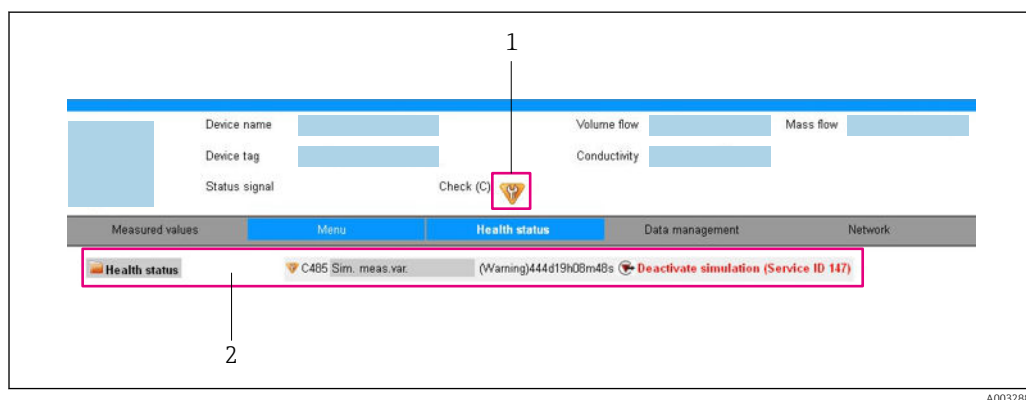 1
Device name Volume flow Mass flow
Device tag Conductivity
Status signal Check (C)
Measured values Menu Health status Data management Network
Health status C485 Sim. meas.var. (Warning)444d19h08m48s Deactivate simulation (Service ID 147)
2